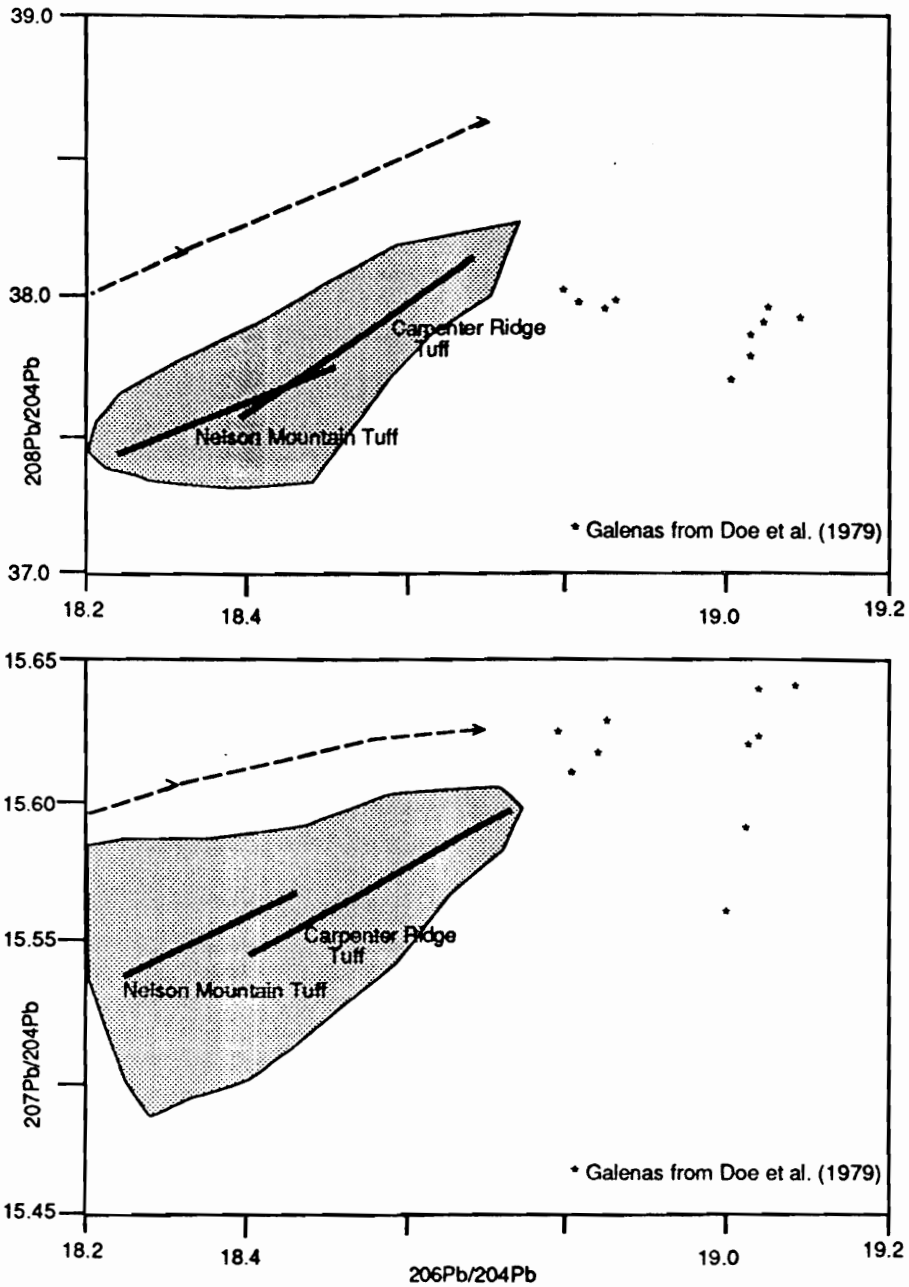 39.0
38.0
208Pb/204Pb
37.0
Carpenter Ridge
Tuff
Nelson Mountain Tuff
* Galenas from Doe et al. (1979)
18.2
18.4
19.0
19.2
15.65
15.60
15.55
207Pb/204Pb
15.45
Carpenter Ridge
Tuff
Nelson Mountain Tuff
* Galenas from Doe et al. (1979)
18.2
18.4
19.0
19.2
206Pb/204Pb